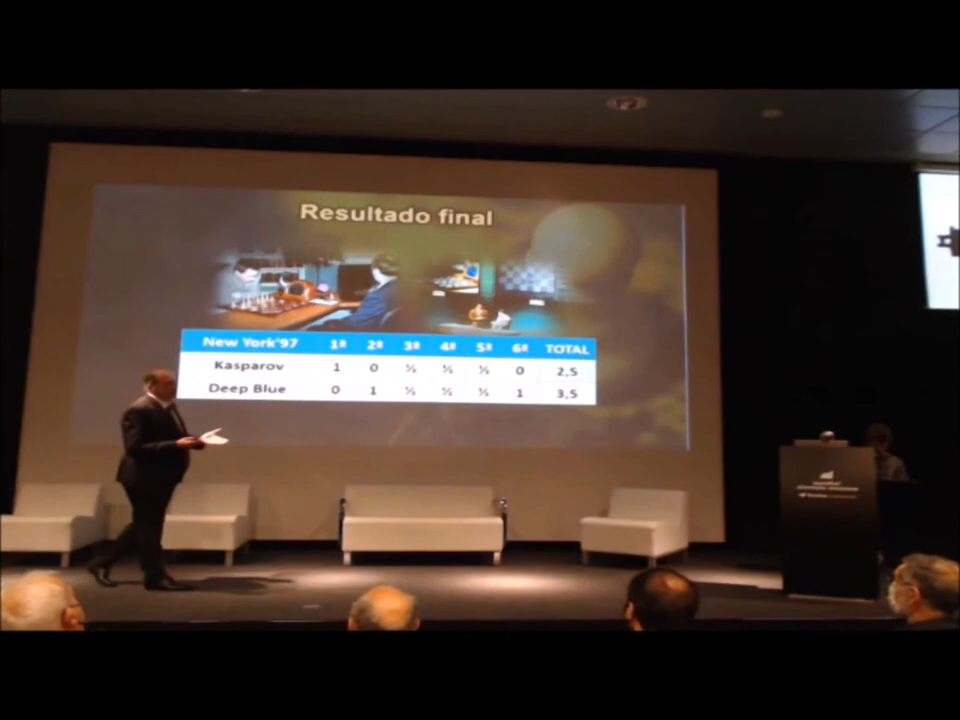 Resultado final
New York'97 1ª 2ª 3ª 4ª 5ª 6ª TOTAL
Kasparov 1 0 ½ ½ ½ 0 2,5
Deep Blue 0 1 ½ ½ ½ 1 3,5